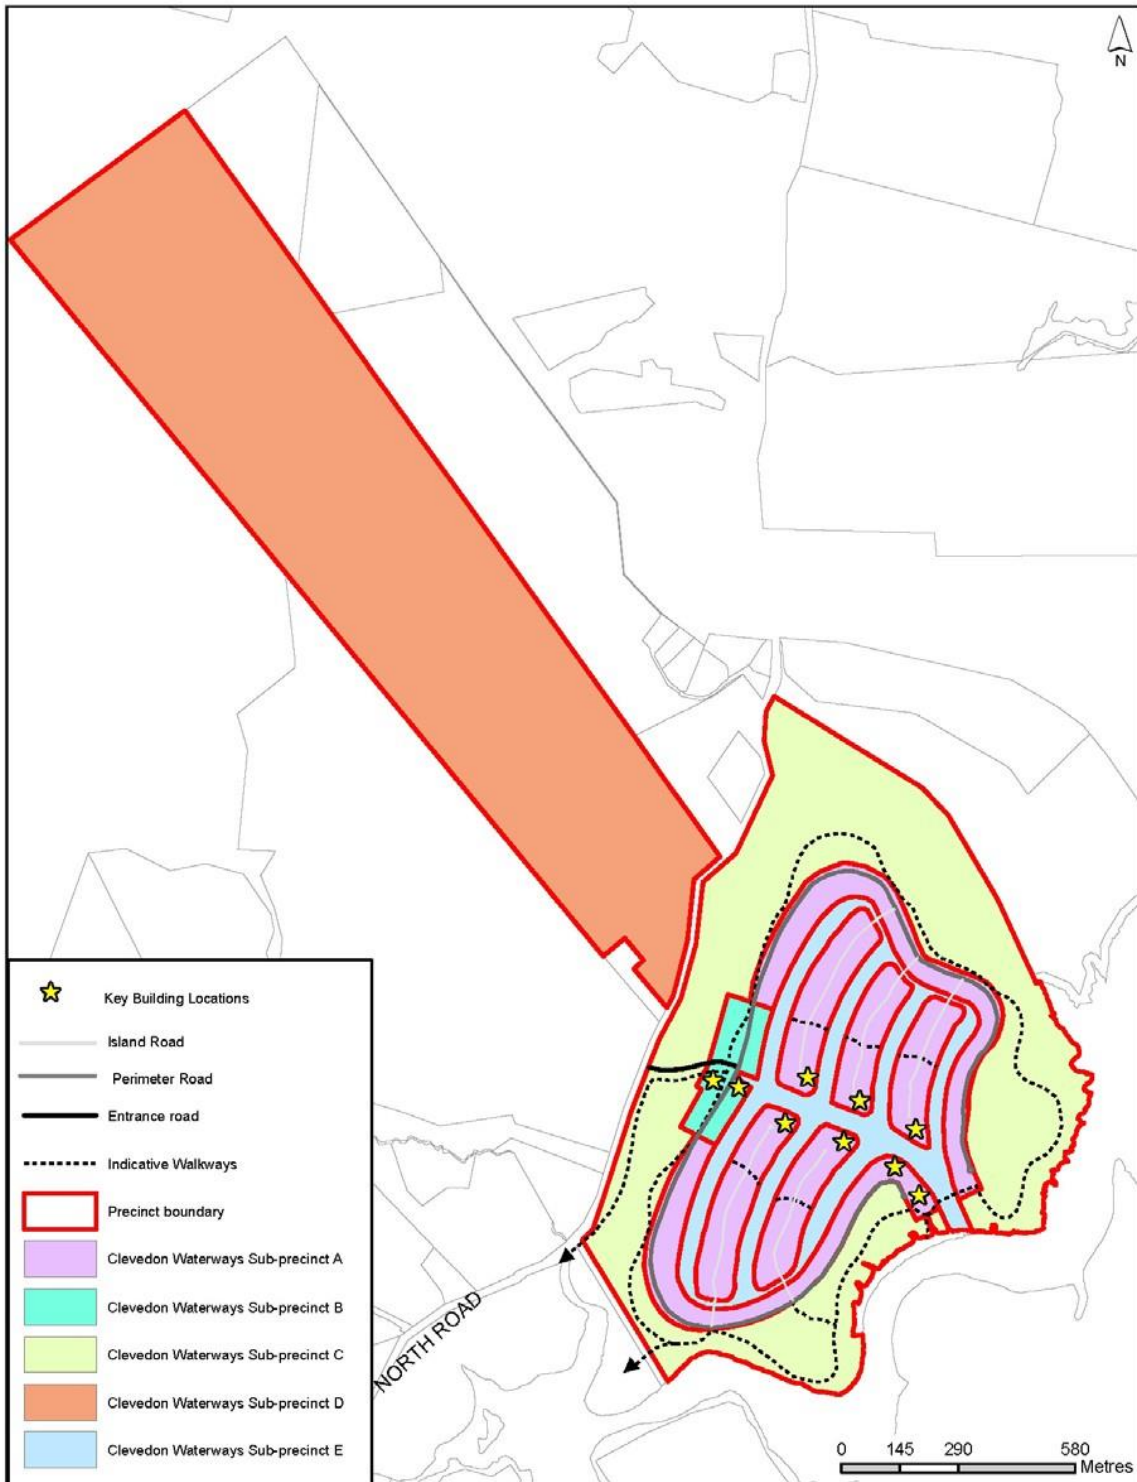 N
Key Building Locations
Island Road
Perimeter Road
Entrance road
Indicative Walkways
Precinct boundary
Clevedon Waterways Sub-precinct A
Clevedon Waterways Sub-precinct B
Clevedon Waterways Sub-precinct C
Clevedon Waterways Sub-precinct D
Clevedon Waterways Sub-precinct E
NORTH ROAD
0 145 290 580
Metres